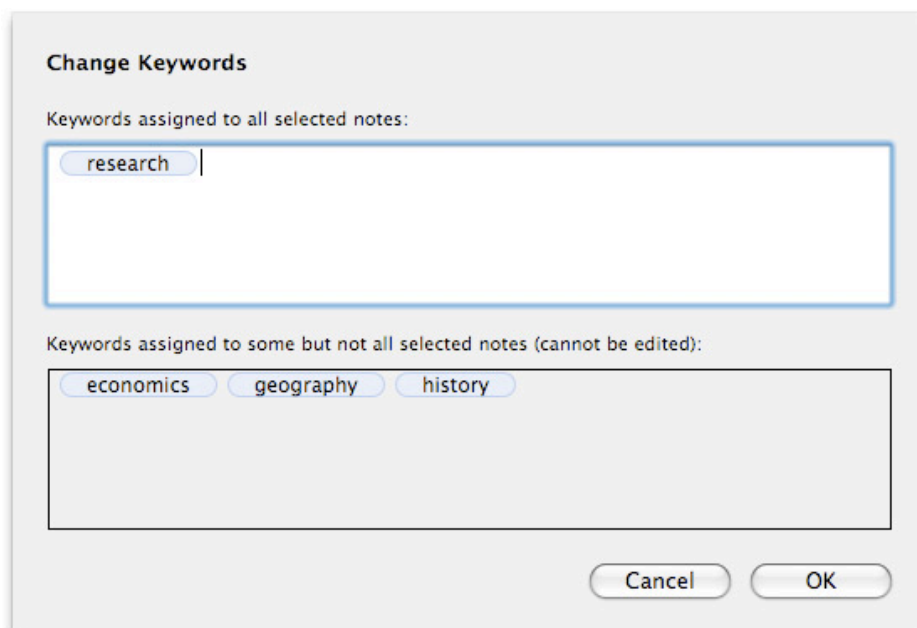 Change Keywords
Keywords assigned to all selected notes:
research
Keywords assigned to some but not all selected notes (cannot be edited):
economics geography history
Cancel OK